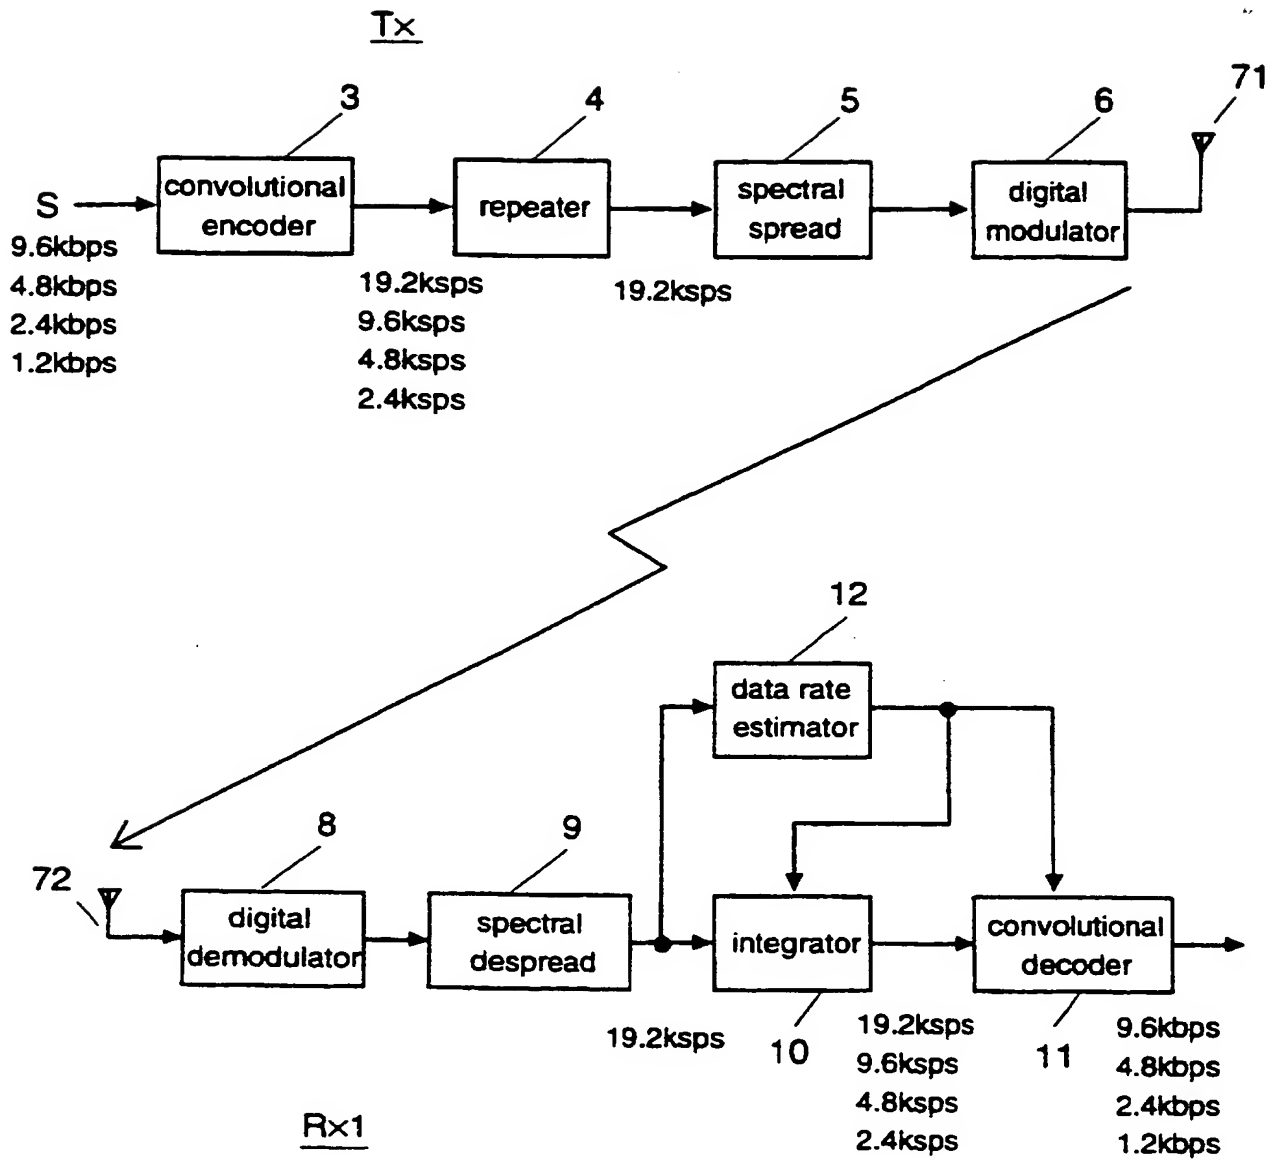 Tx
3
4
5
6
71
S
convolutional
encoder
repeater
spectral
spread
digital
modulator
9.6kbps
4.8kbps
2.4kbps
1.2kbps
19.2ksps
9.6ksps
4.8ksps
2.4ksps
19.2ksps
12
data rate
estimator
72
8
9
digital
demodulator
spectral
despread
integrator
convolutional
decoder
19.2ksps
10
19.2ksps
9.6ksps
4.8ksps
2.4ksps
11
9.6kbps
4.8kbps
2.4kbps
1.2kbps
Rx1